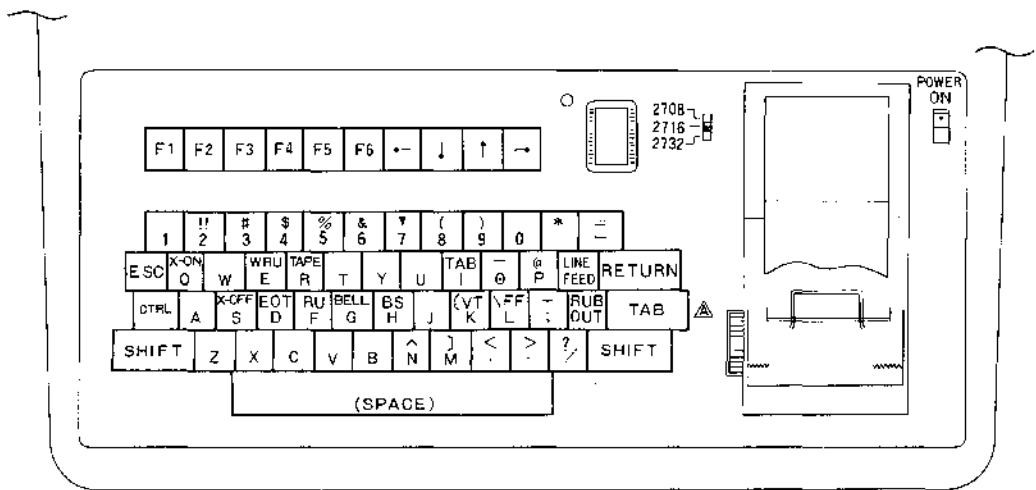 POWER
ON
2708
2716
2732
F1 F2 F3 F4 F5 F6 ← ↓ ↑ →
!! # $ % & ▼ ( ) * =
1 2 3 4 5 6 7 8 9 0 —
X-ON WRU TAPE TAB — @ LINE
ESC Q W E R T Y U I O P FEED RETURN
X-OFF EOT RU BELL BS (VT \FF RUB
CTRL A S D F G H J K L ; OUT TAB
A
^ ] < > ?
SHIFT Z X C V B N M , . / SHIFT
(SPACE)